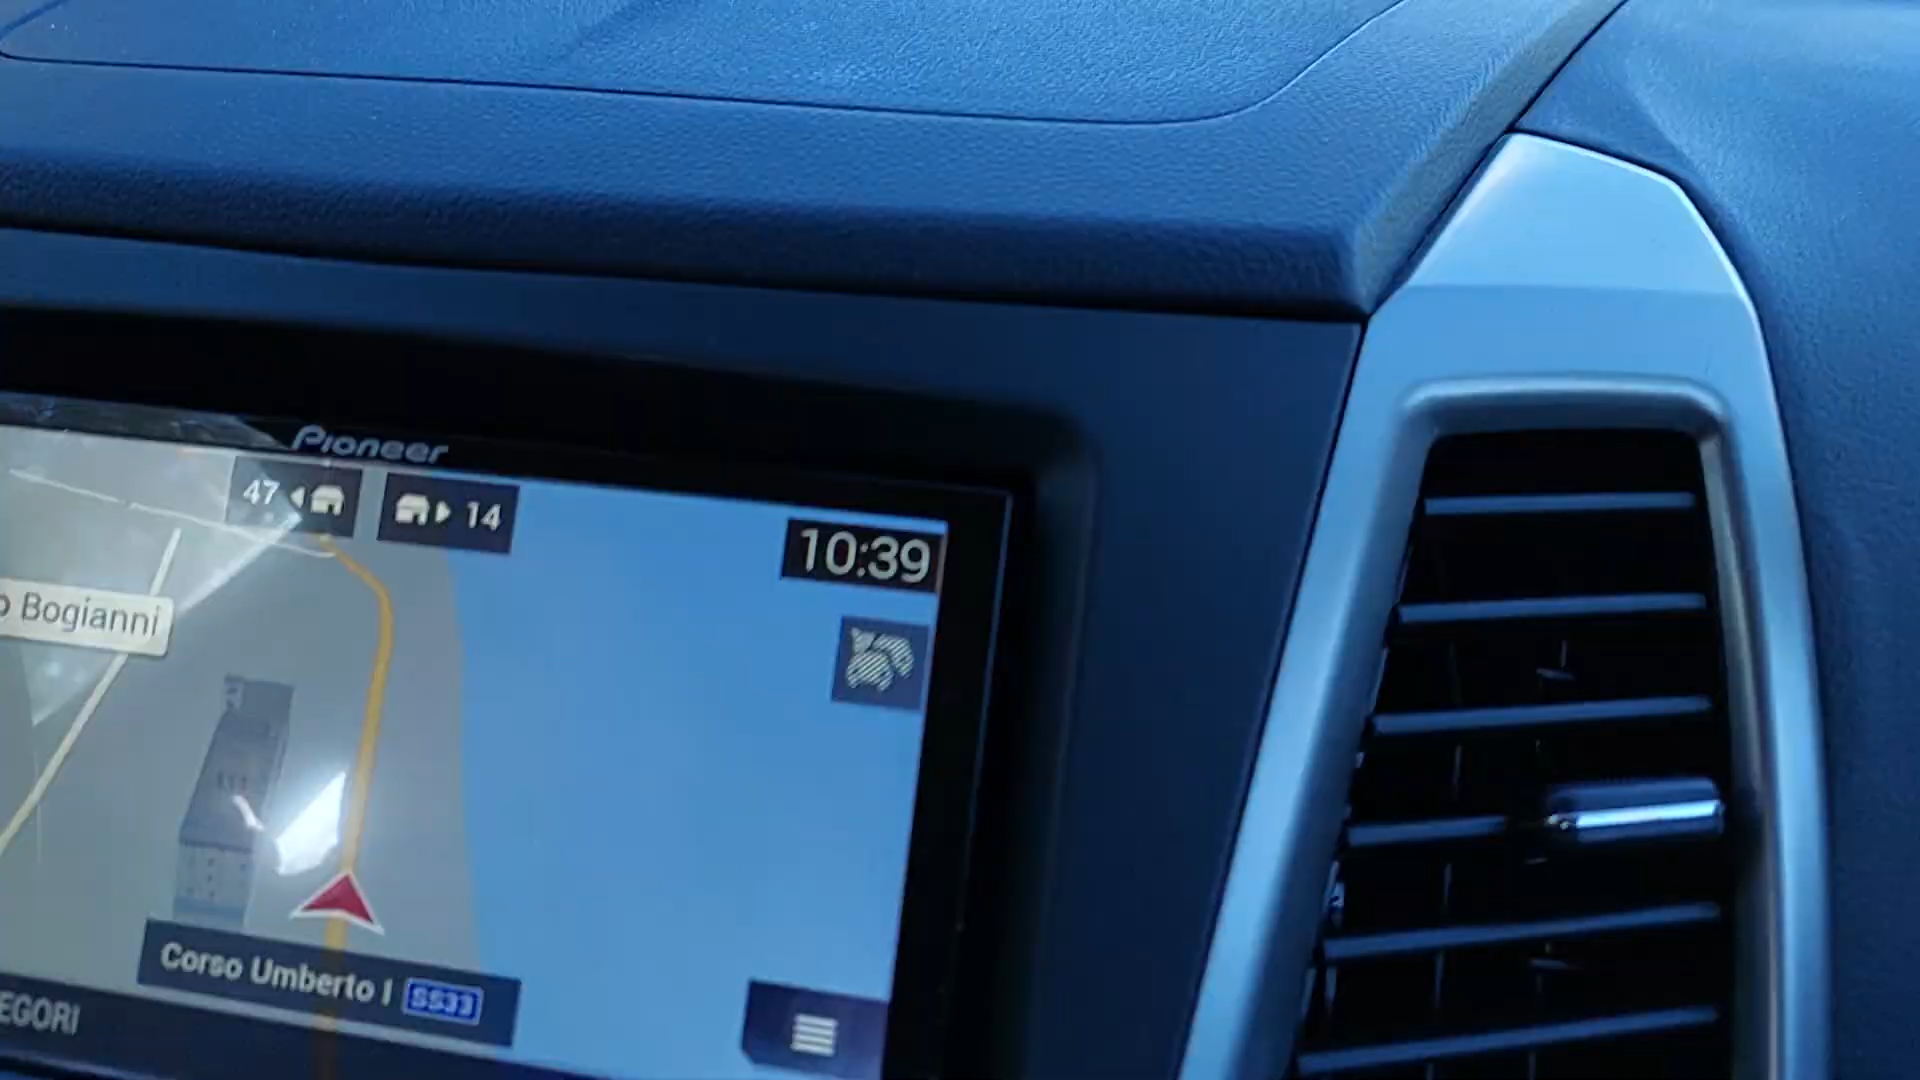 Pioneer
47
14
10:39
Bogianni
Corso Umberto I SS33
EGORI